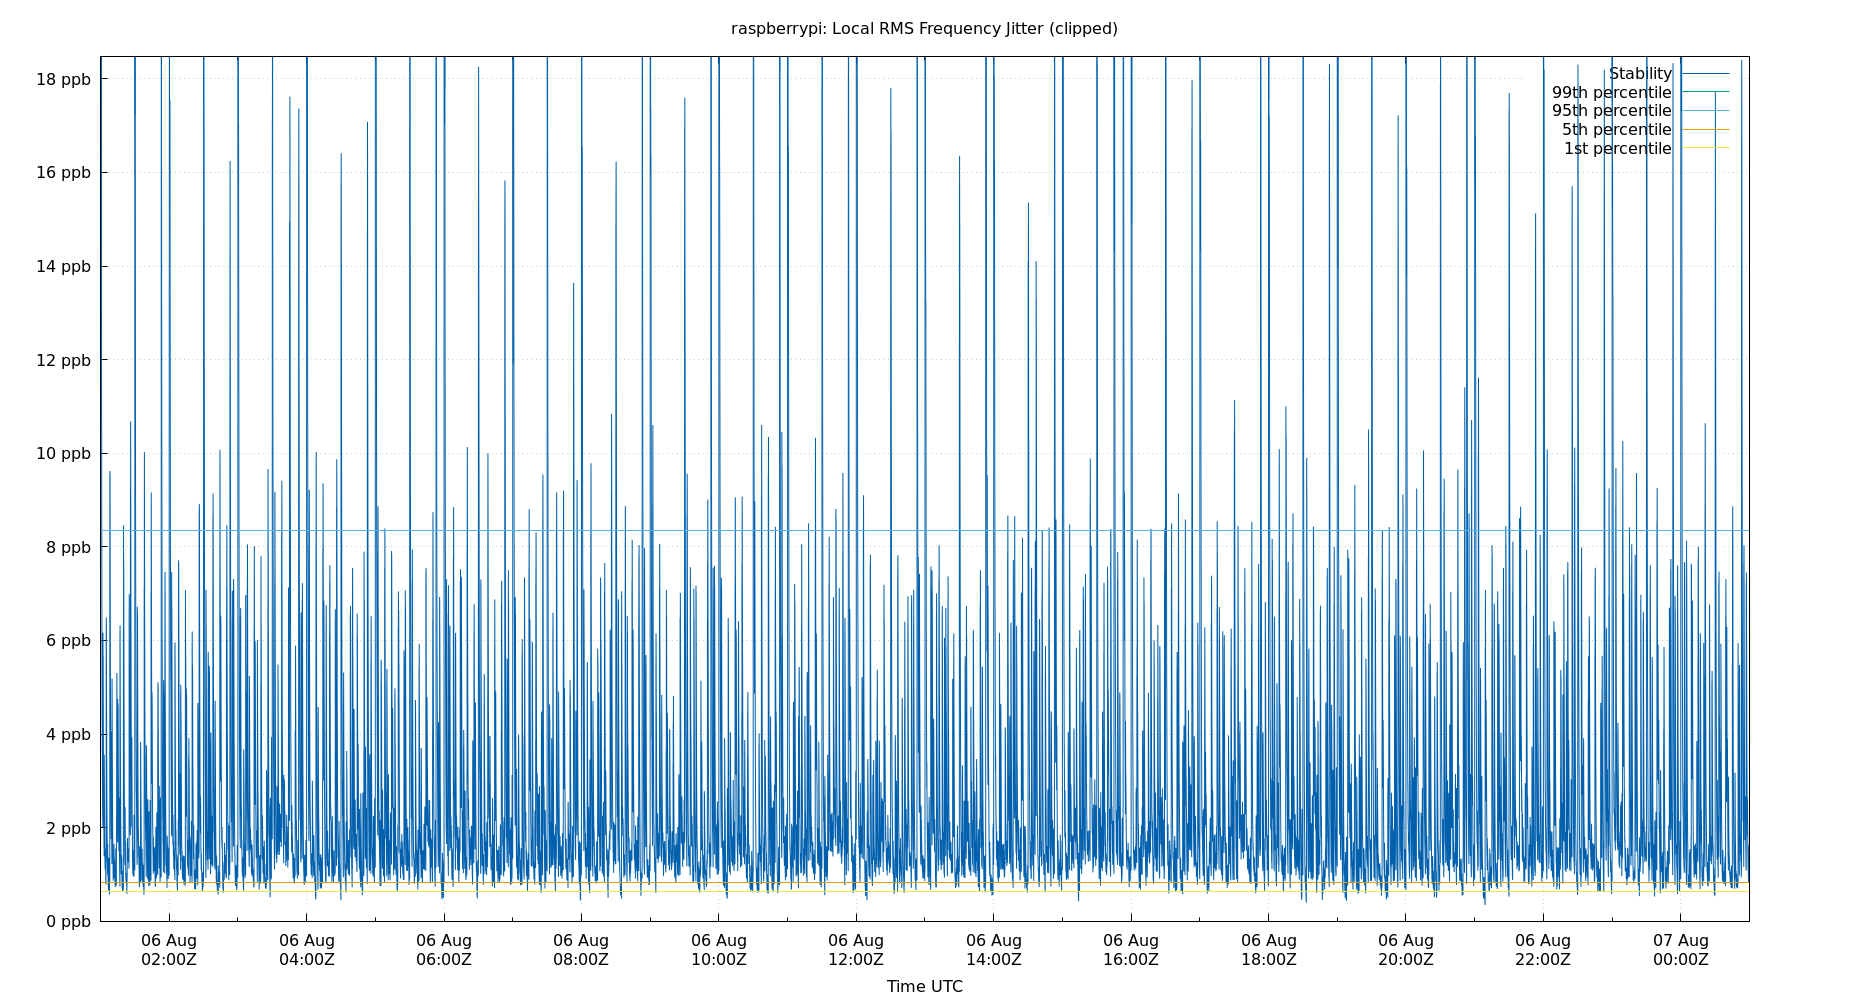 raspberrypi: Local RMS Frequency Jitter (clipped)
18 ppb
16 ppb
14 ppb
12 ppb
10 ppb
8 ppb
6 ppb
4 ppb
2 ppb
0 ppb
Stability
99th percentile
95th percentile
5th percentile
1st percentile
06 Aug 06 Aug 06 Aug 06 Aug 06 Aug 06 Aug 06 Aug 06 Aug 06 Aug 06 Aug 06 Aug 07 Aug
02:00Z 04:00Z 06:00Z 08:00Z 10:00Z 12:00Z 14:00Z 16:00Z 18:00Z 20:00Z 22:00Z 00:00Z
Time UTC